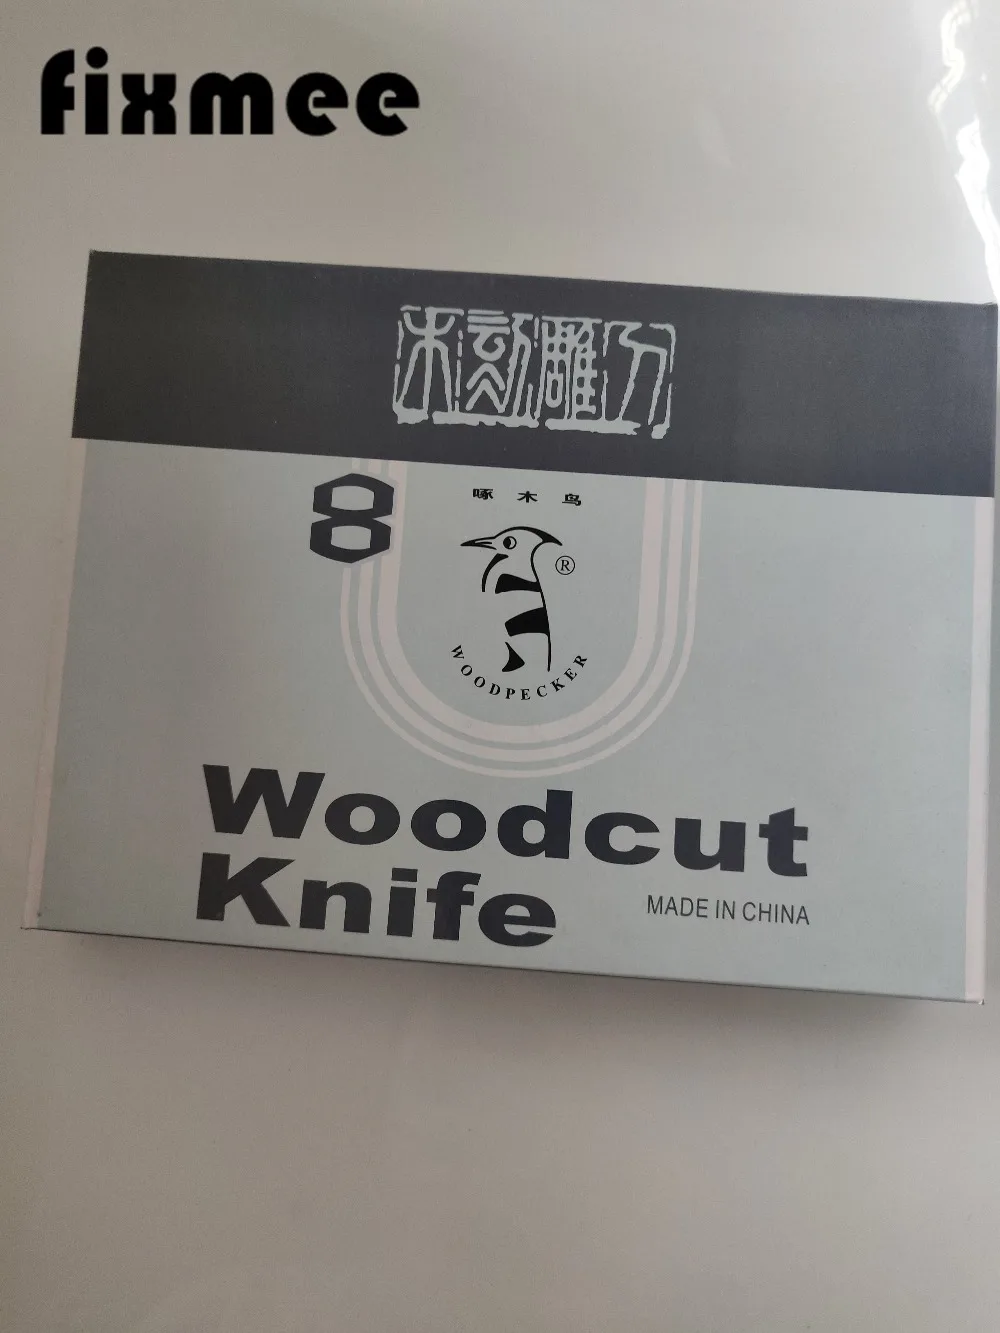 fixmee
木刻雕刀
8
啄木鸟
®
WOODPECKER
Woodcut
Knife
MADE IN CHINA